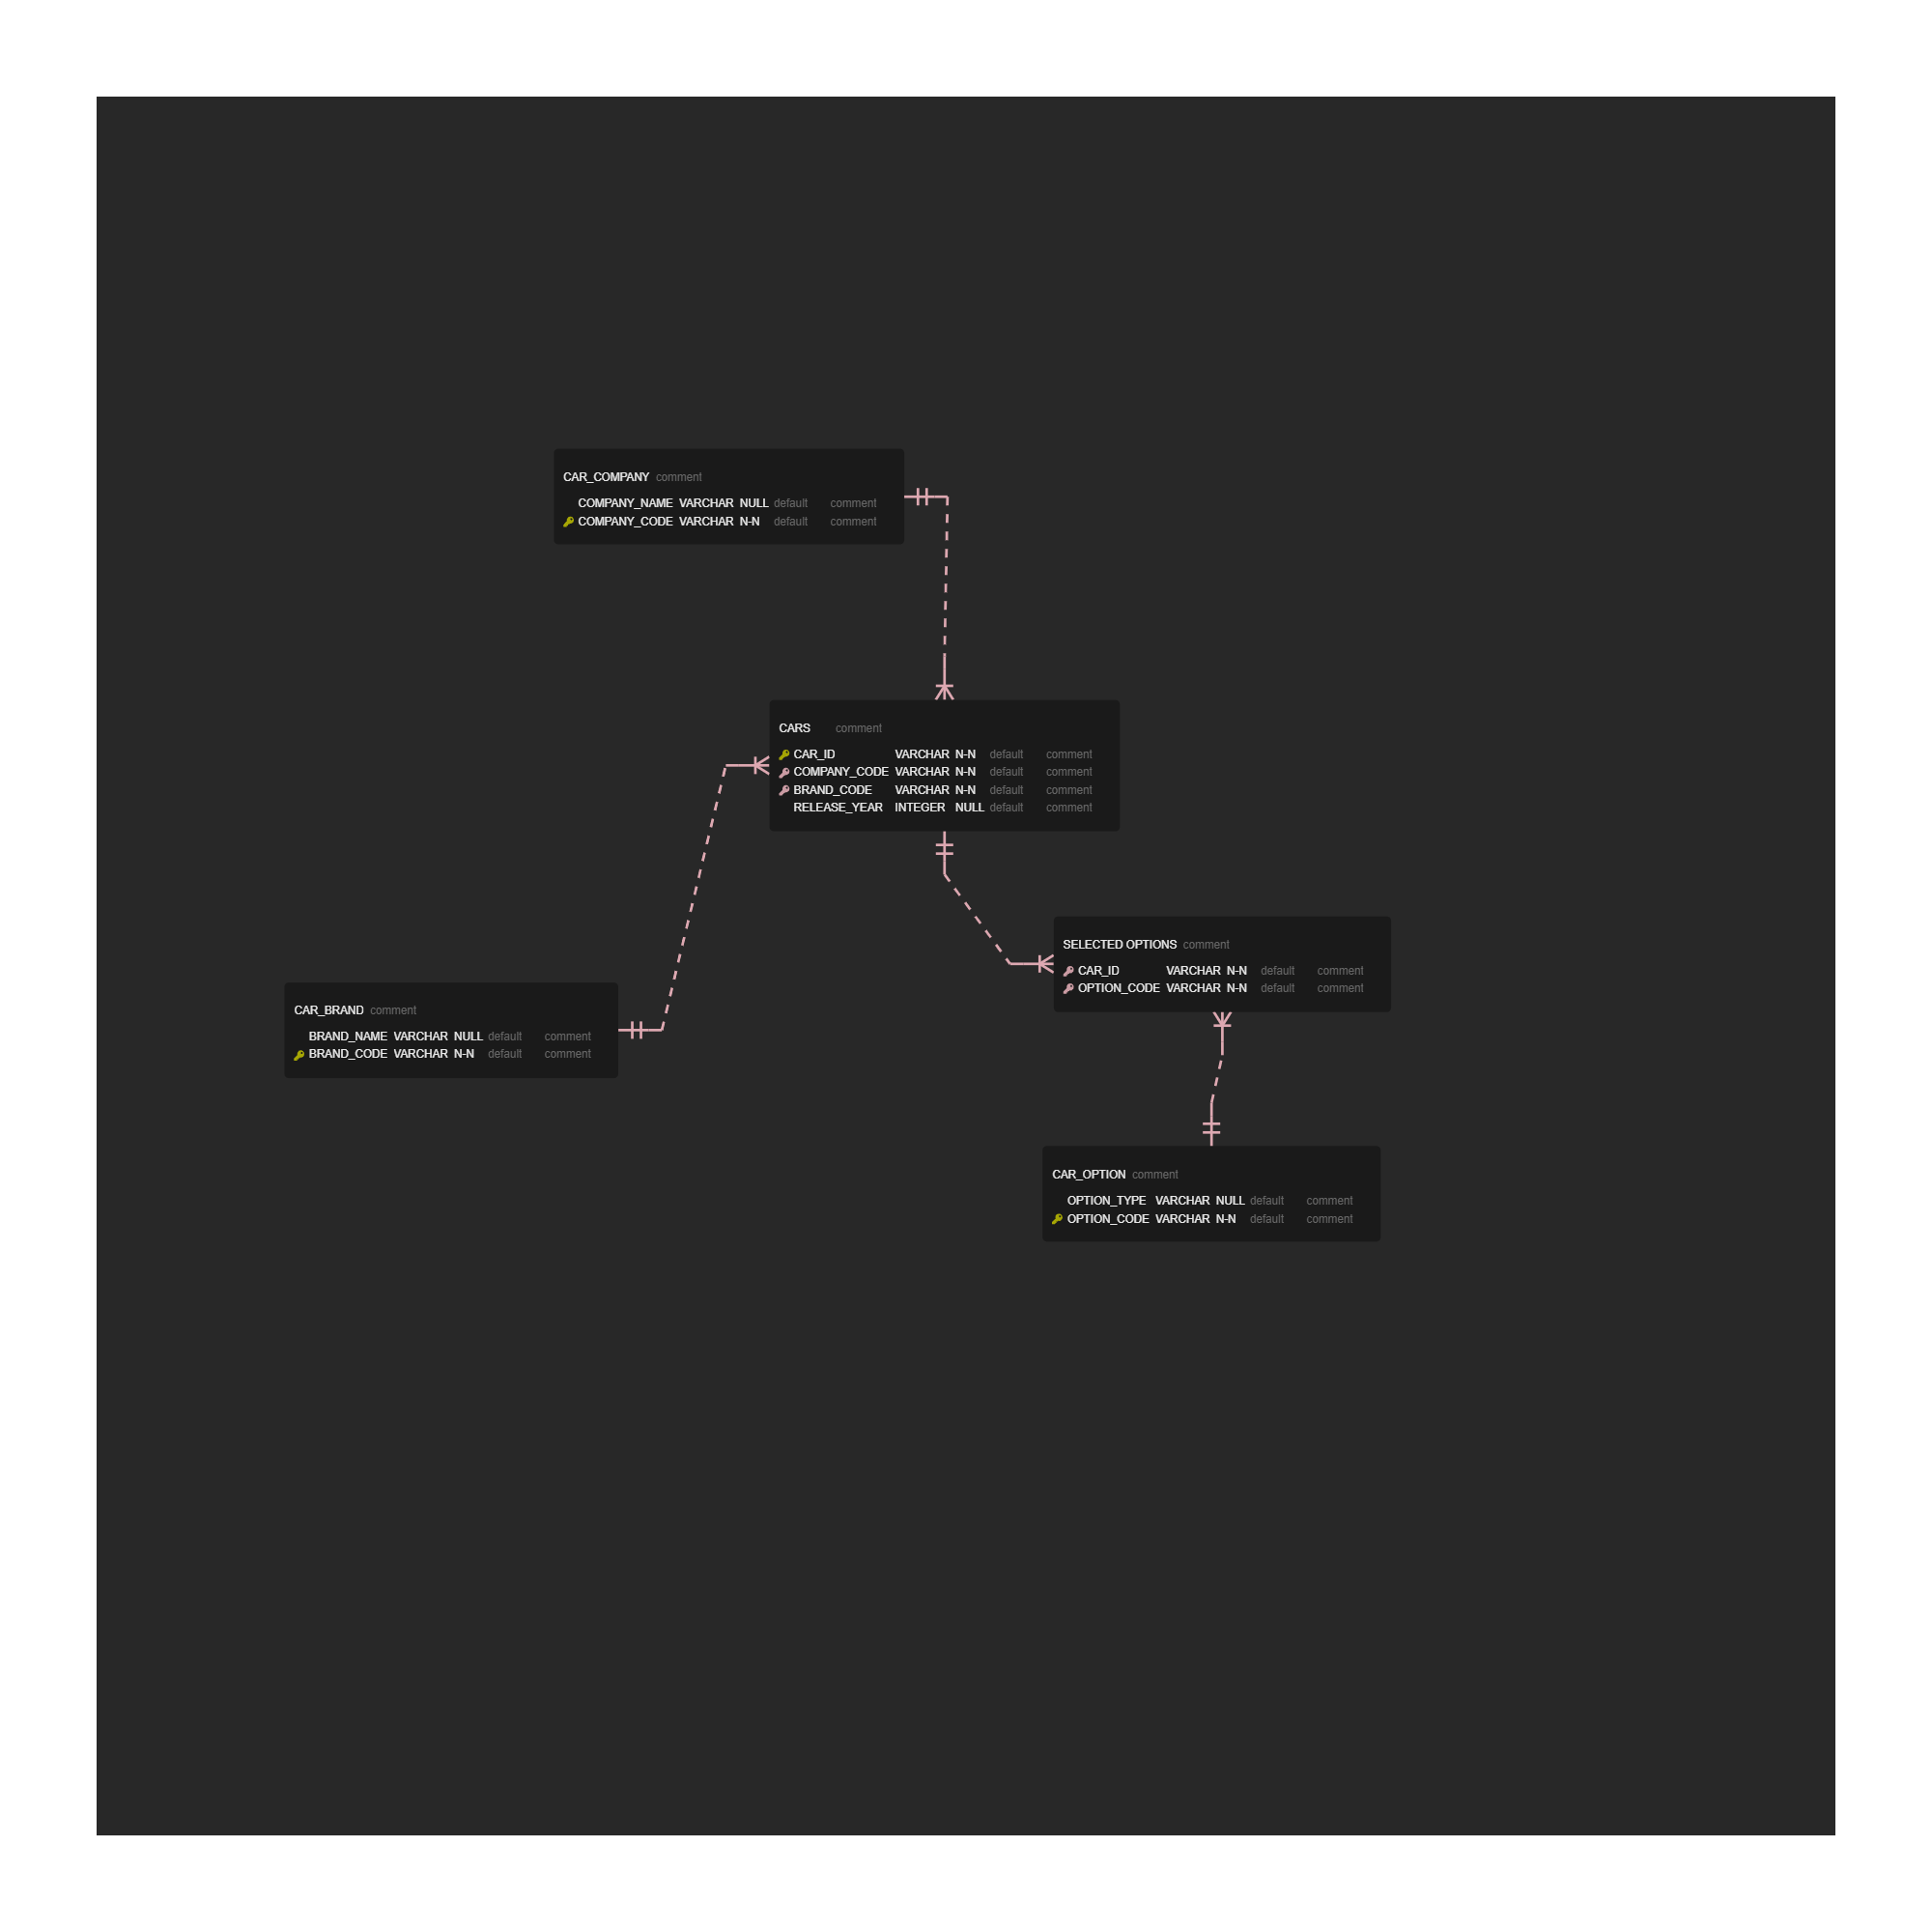 CAR_COMPANY comment
COMPANY_NAME VARCHAR NULL default comment
COMPANY_CODE VARCHAR N-N default comment
CARS comment
CAR_ID VARCHAR N-N default comment
COMPANY_CODE VARCHAR N-N default comment
BRAND_CODE VARCHAR N-N default comment
RELEASE_YEAR INTEGER NULL default comment
SELECTED OPTIONS comment
CAR_ID VARCHAR N-N default comment
OPTION_CODE VARCHAR N-N default comment
CAR_BRAND comment
BRAND_NAME VARCHAR NULL default comment
BRAND_CODE VARCHAR N-N default comment
CAR_OPTION comment
OPTION_TYPE VARCHAR NULL default comment
OPTION_CODE VARCHAR N-N default comment